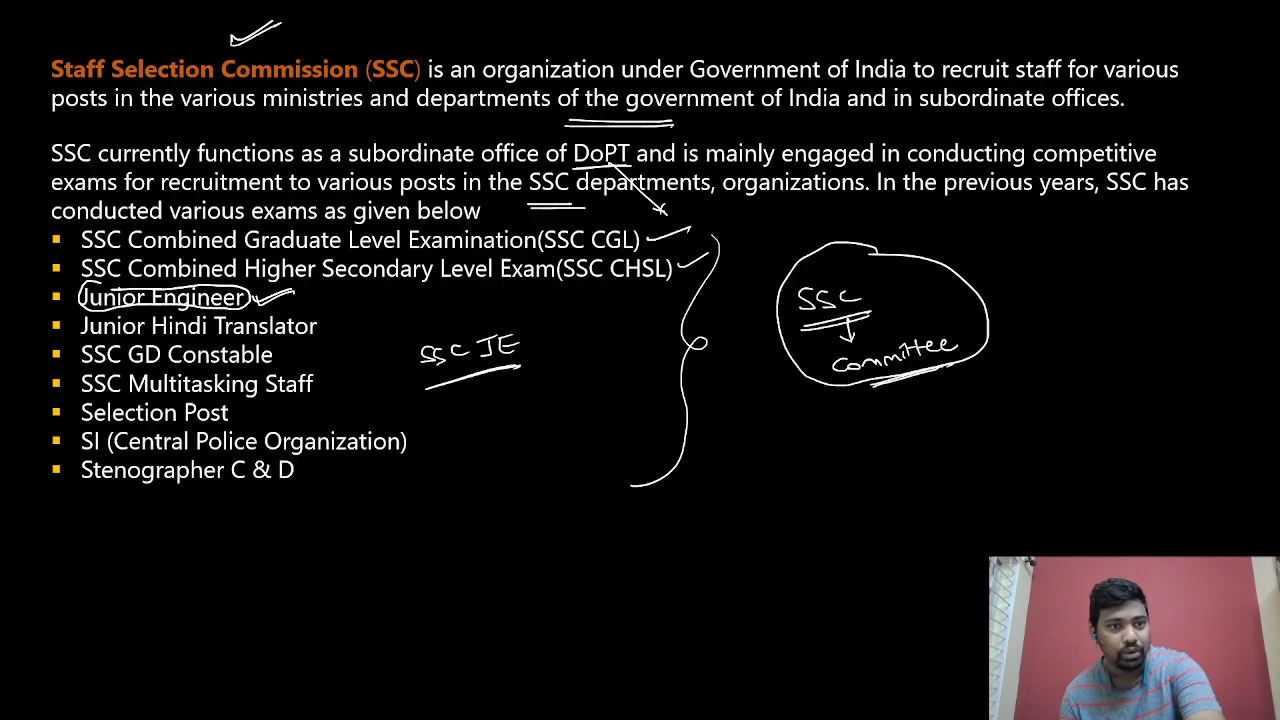 Staff Selection Commission (SSC) is an organization under Government of India to recruit staff for various
posts in the various ministries and departments of the government of India and in subordinate offices.
SSC currently functions as a subordinate office of DoPT and is mainly engaged in conducting competitive
exams for recruitment to various posts in the SSC departments, organizations. In the previous years, SSC has
conducted various exams as given below
▪ SSC Combined Graduate Level Examination(SSC CGL)
▪ SSC Combined Higher Secondary Level Exam(SSC CHSL)
▪ Junior Engineer
▪ Junior Hindi Translator
▪ SSC GD Constable
▪ SSC Multitasking Staff
▪ Selection Post
▪ SI (Central Police Organization)
▪ Stenographer C & D
SSC JE
SSC
Committee